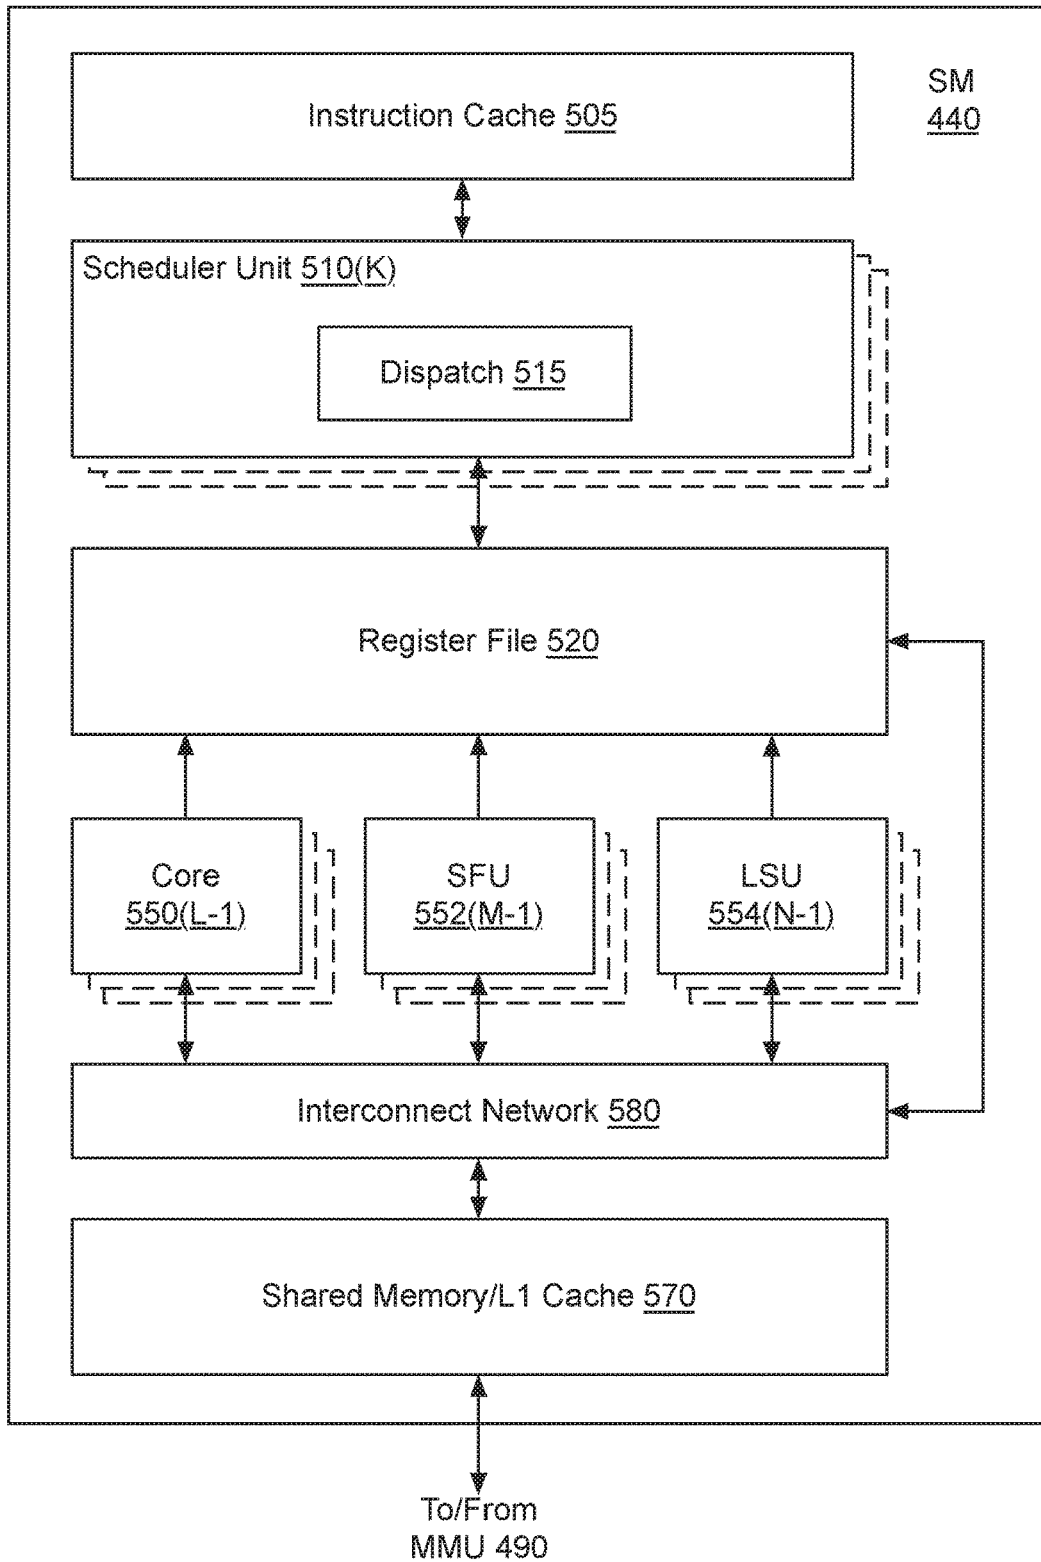 Instruction Cache 505
SM
440
Scheduler Unit 510(K)
Dispatch 515
Register File 520
Core
550(L-1)
SFU
552(M-1)
LSU
554(N-1)
Interconnect Network 580
Shared Memory/L1 Cache 570
To/From
MMU 490